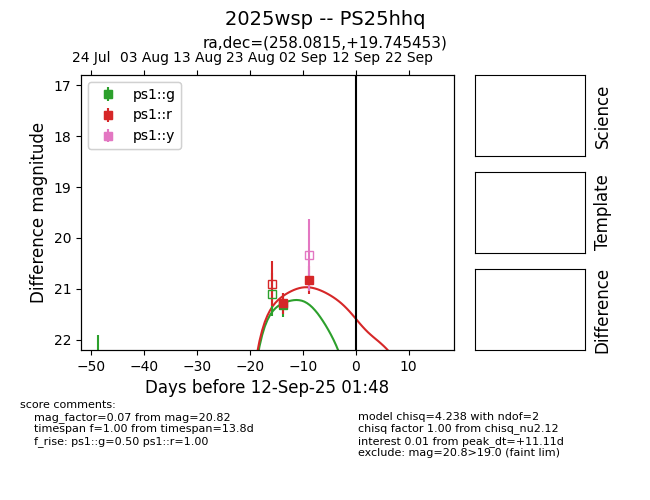 2025wsp -- PS25hhq
ra,dec=(258.0815,+19.745453)
24 Jul 03 Aug 13 Aug 23 Aug 02 Sep 12 Sep 22 Sep
ps1::g
ps1::r
ps1::y
17
18
19
20
21
22
Difference magnitude
−50 −40 −30 −20 −10 0 10
Days before 12-Sep-25 01:48
Science
Template
Difference
score comments:
mag_factor=0.07 from mag=20.82
timespan f=1.00 from timespan=13.8d
f_rise: ps1::g=0.50 ps1::r=1.00
model chisq=4.238 with ndof=2
chisq factor 1.00 from chisq_nu2.12
interest 0.01 from peak_dt=+11.11d
exclude: mag=20.8>19.0 (faint lim)